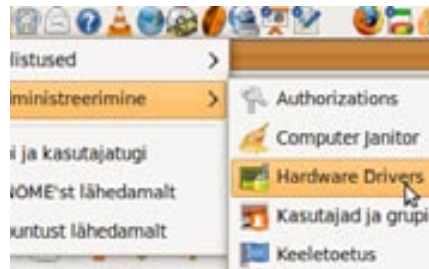 listused
ministreerimine
i ja kasutajatugi
NOME'st lähedamalt
untust lähedamalt
Authorizations
Computer Janitor
Hardware Drivers
Kasutajad ja grupi
Keeletoetus